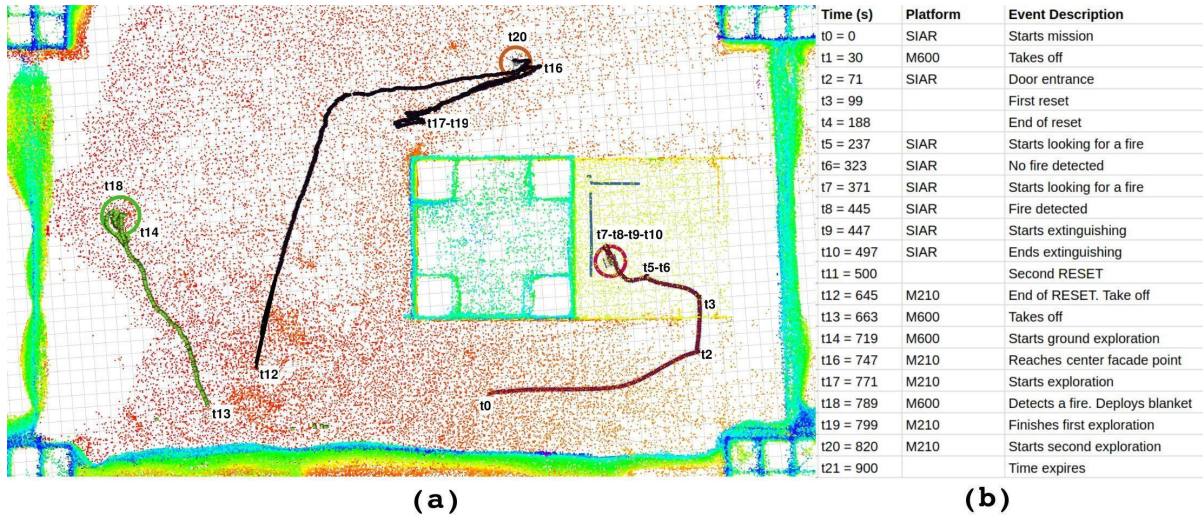 t20
t16
t17-t19
t18
t14
t7-t8-t9-t10
t5-t6
t3
t2
t12
t13
t0
(a)
Time (s) Platform Event Description
t0 = 0 SIAR Starts mission
t1 = 30 M600 Takes off
t2 = 71 SIAR Door entrance
t3 = 99 First reset
t4 = 188 End of reset
t5 = 237 SIAR Starts looking for a fire
t6= 323 SIAR No fire detected
t7 = 371 SIAR Starts looking for a fire
t8 = 445 SIAR Fire detected
t9 = 447 SIAR Starts extinguishing
t10 = 497 SIAR Ends extinguishing
t11 = 500 Second RESET
t12 = 645 M210 End of RESET. Take off
t13 = 663 M600 Takes off
t14 = 719 M600 Starts ground exploration
t16 = 747 M210 Reaches center facade point
t17 = 771 M210 Starts exploration
t18 = 789 M600 Detects a fire. Deploys blanket
t19 = 799 M210 Finishes first exploration
t20 = 820 M210 Starts second exploration
t21 = 900 Time expires
(b)